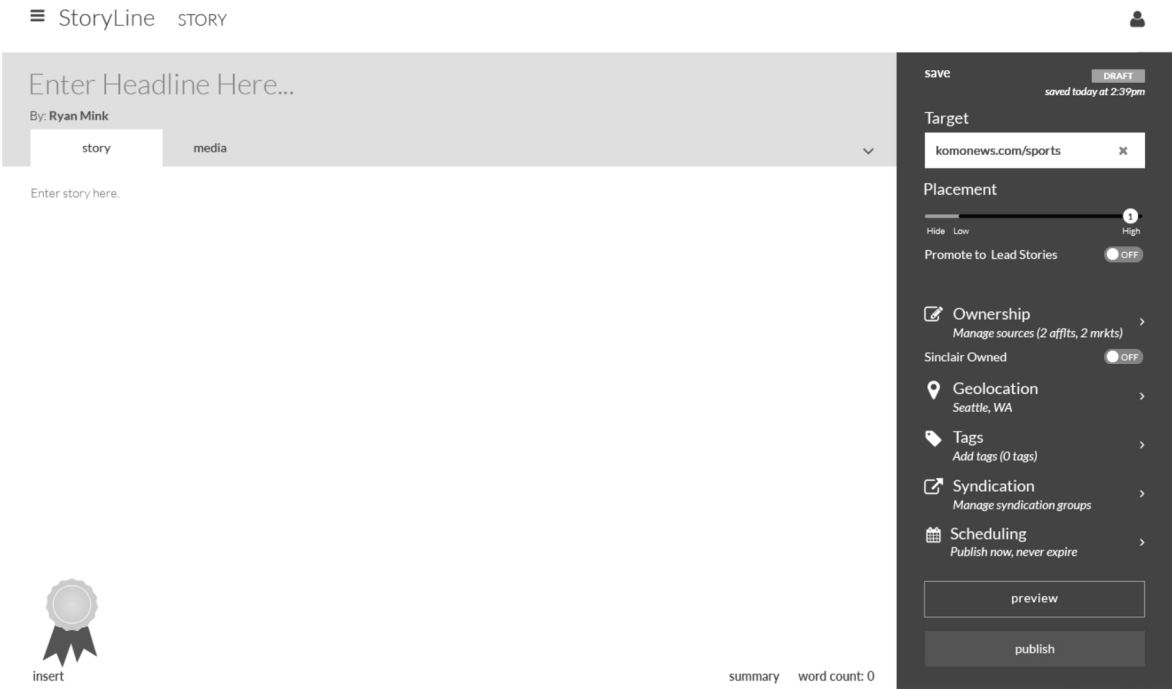 StoryLine STORY
Enter Headline Here...
By: Ryan Mink
story media
Enter story here.
insert
summary word count: 0
save DRAFT
saved today at 2:39pm
Target
komonews.com/sports
Placement
1
Hide Low High
Promote to Lead Stories OFF
Ownership
Manage sources (2 afflts, 2 mrkts)
Sinclair Owned OFF
Geolocation
Seattle, WA
Tags
Add tags (0 tags)
Syndication
Manage syndication groups
Scheduling
Publish now, never expire
preview
publish